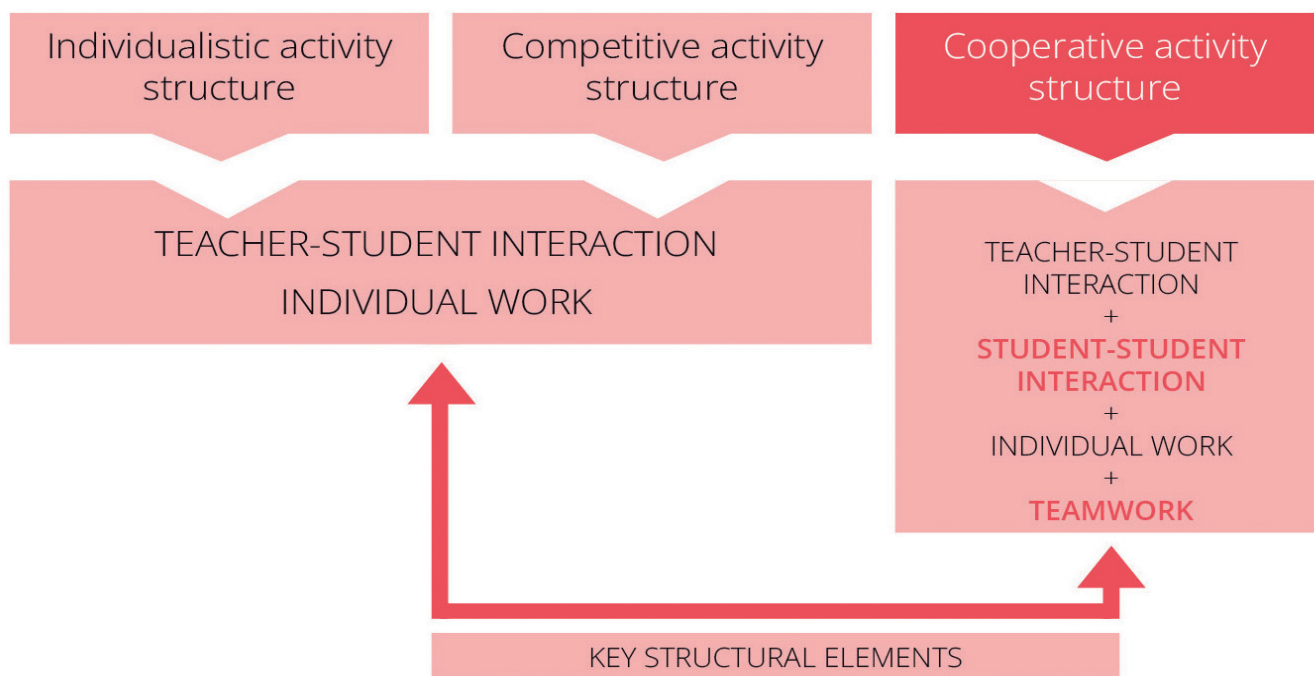 Individualistic activity
structure
Competitive activity
structure
Cooperative activity
structure
TEACHER-STUDENT INTERACTION
INDIVIDUAL WORK
TEACHER-STUDENT
INTERACTION
+
STUDENT-STUDENT
INTERACTION
+
INDIVIDUAL WORK
+
TEAMWORK
KEY STRUCTURAL ELEMENTS